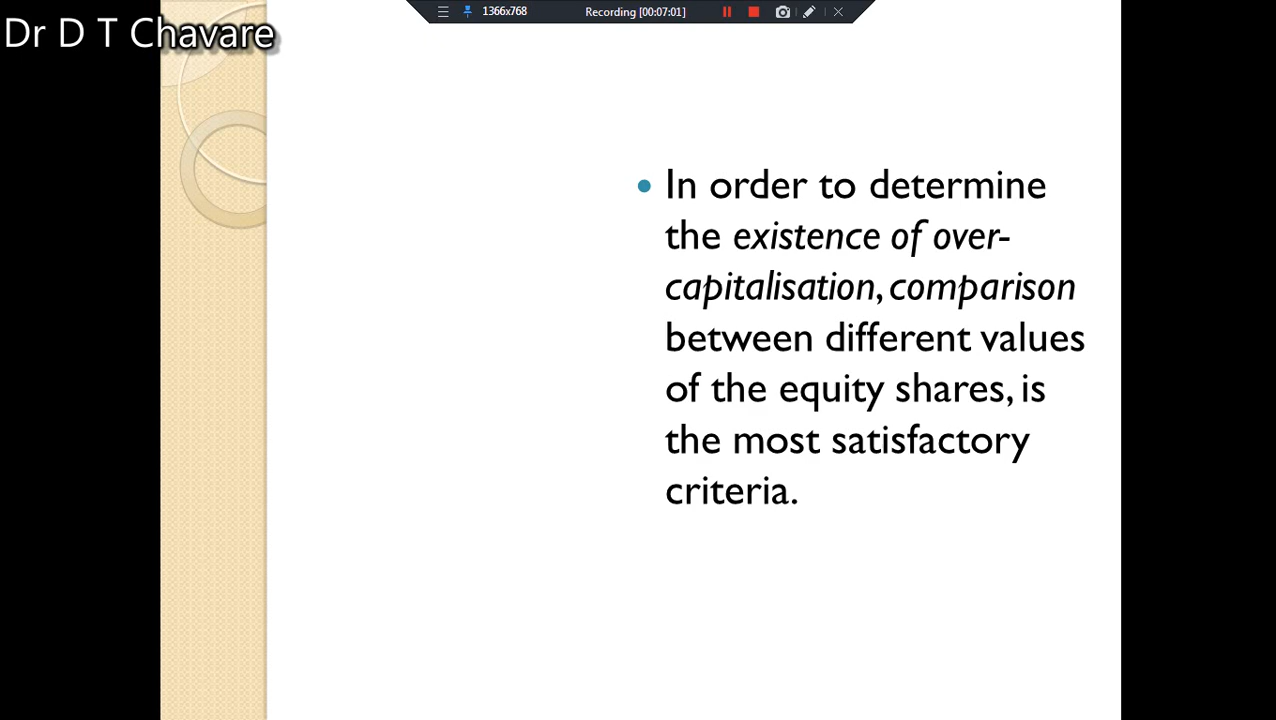 1366x768 Recording [00:07:01]
Dr D T Chavare
• In order to determine
the existence of over-
capitalisation, comparison
between different values
of the equity shares, is
the most satisfactory
criteria.